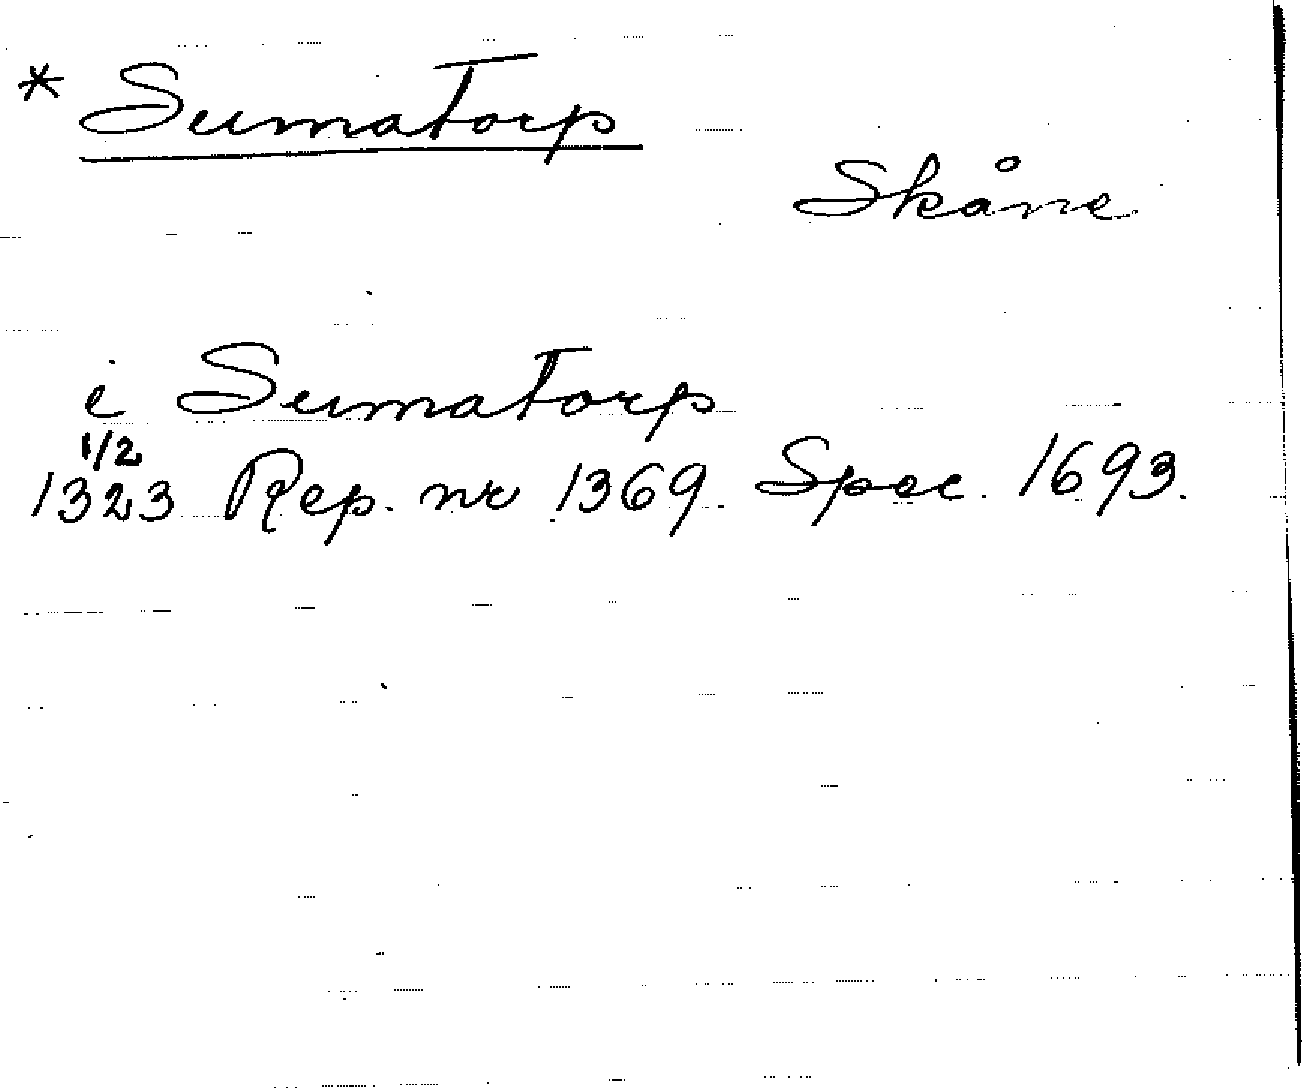 * Sumatorp
Skåne
i Sumatorp
1/2
1323 Rep. nr 1369. Spec. 1693.